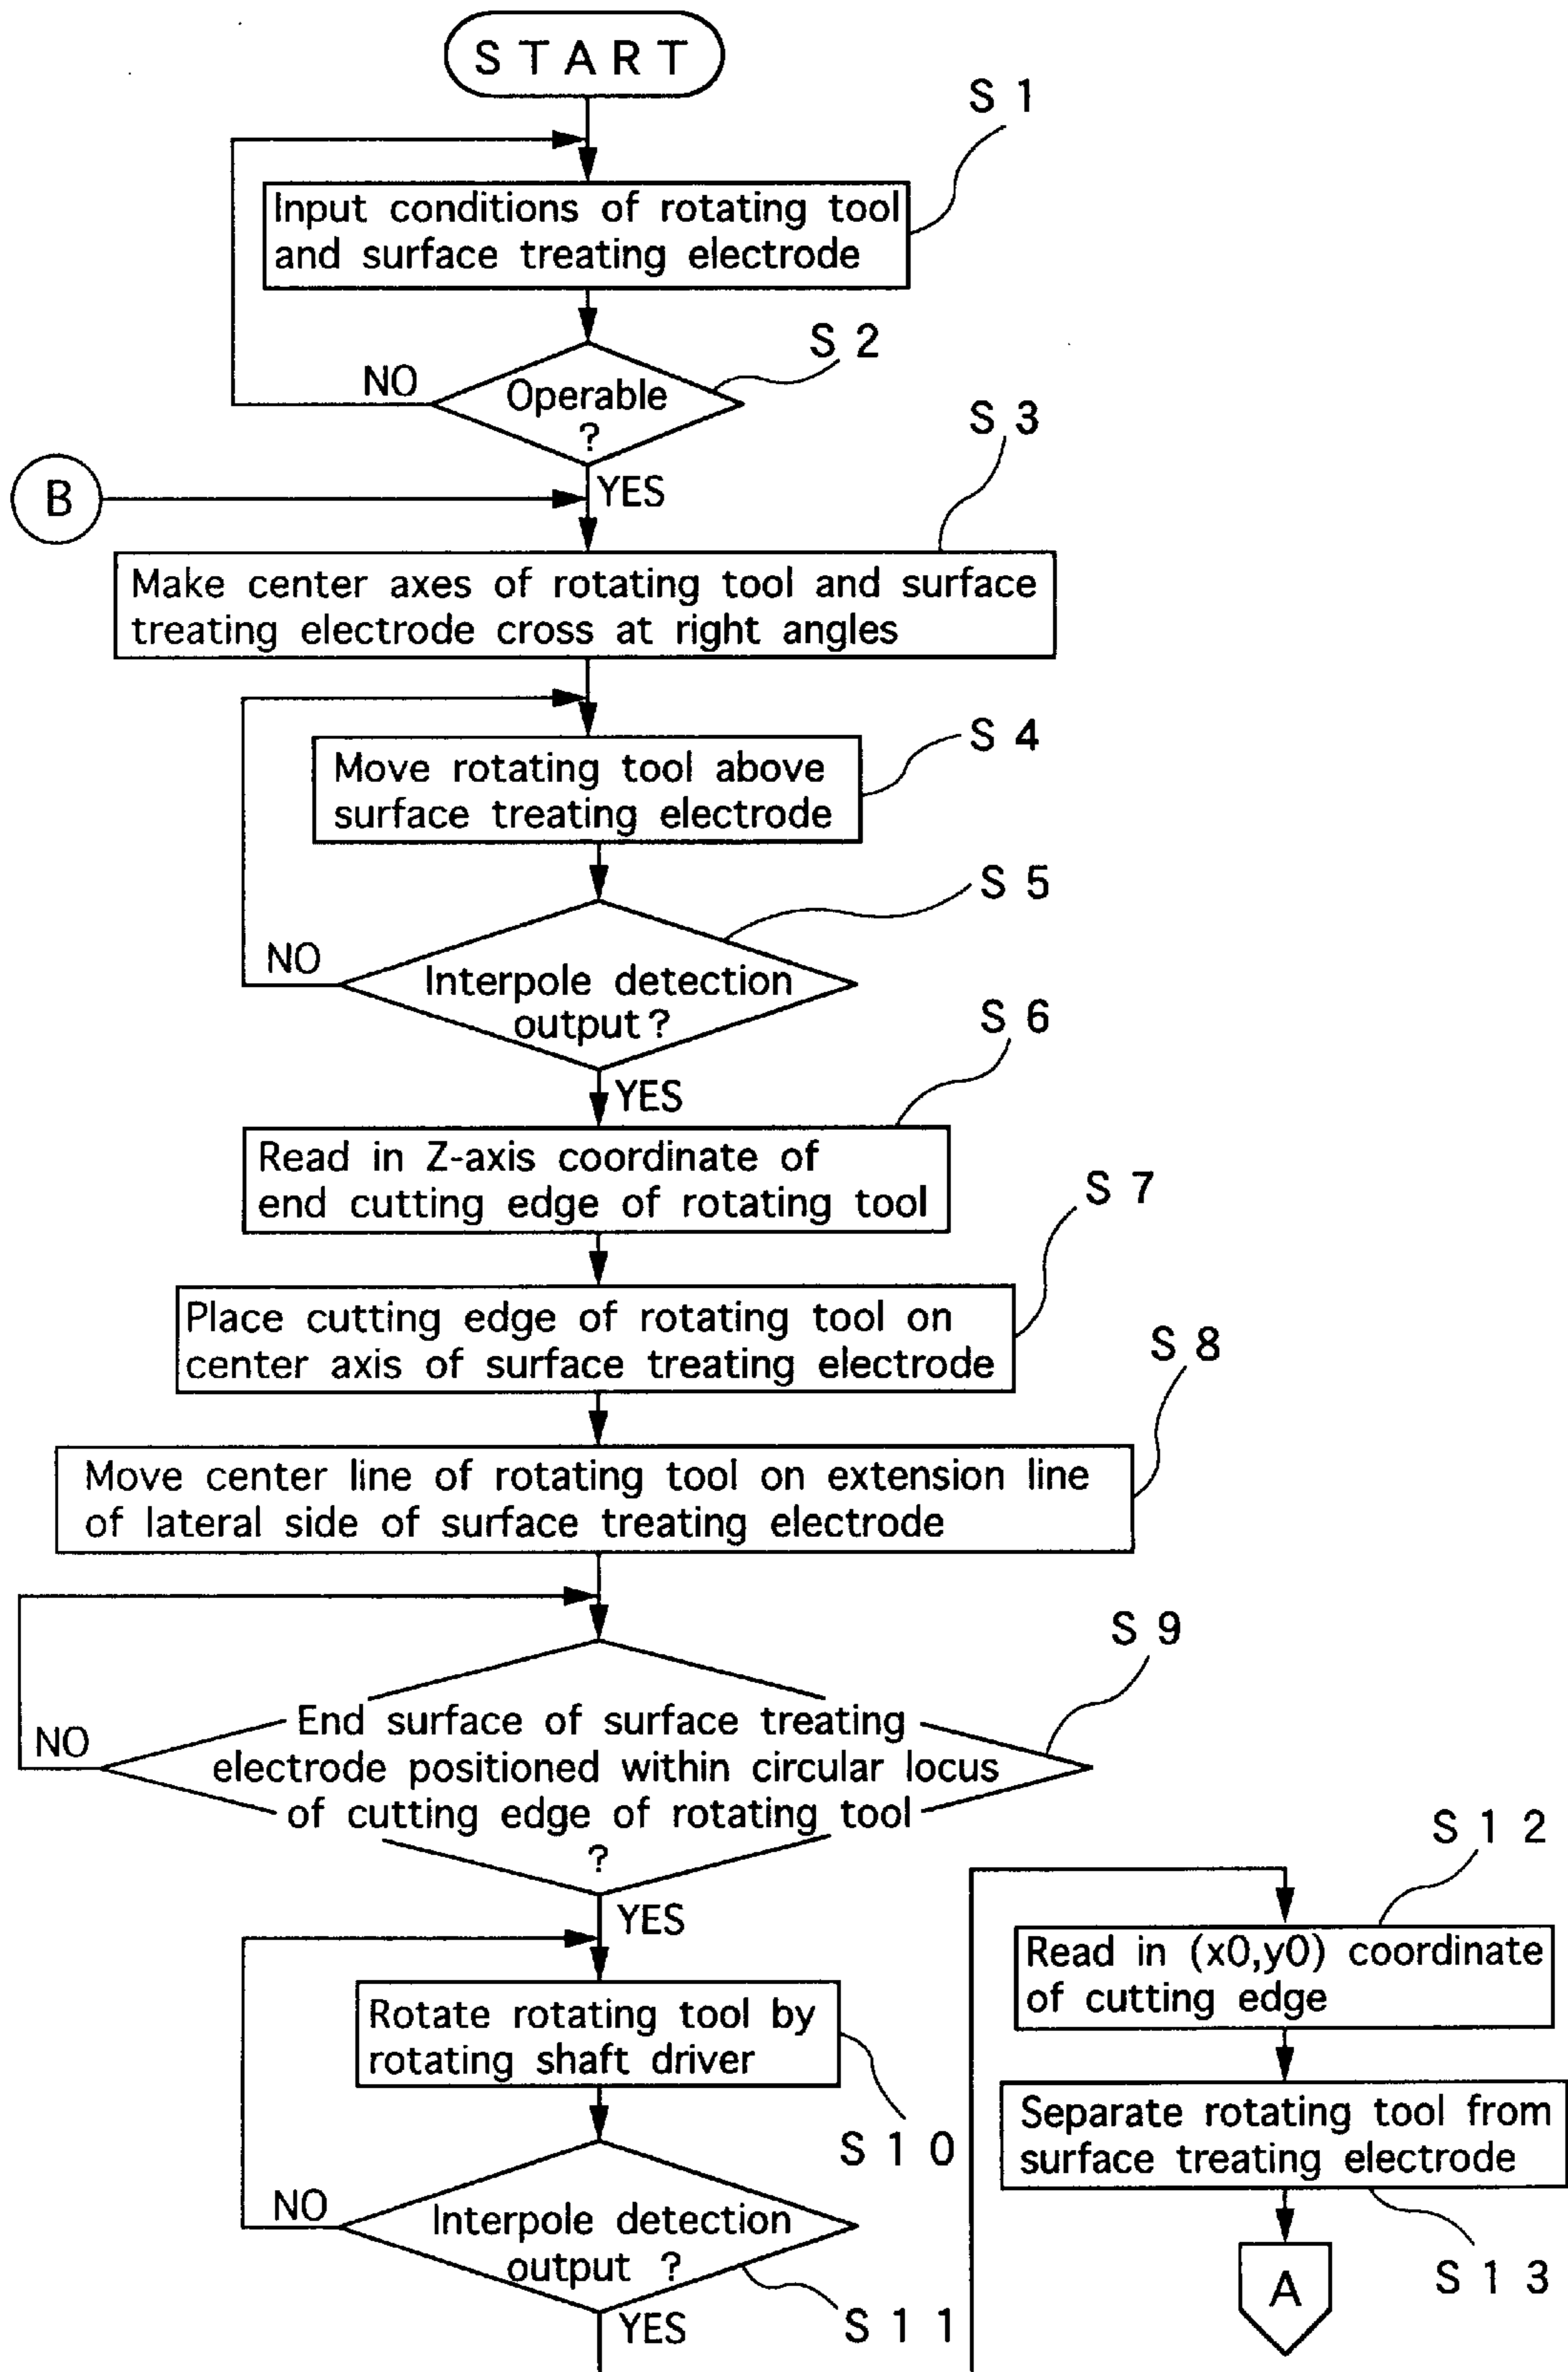 START
S 1
Input conditions of rotating tool
and surface treating electrode
S 2
NO
Operable
?
S 3
B
YES
Make center axes of rotating tool and surface
treating electrode cross at right angles
S 4
Move rotating tool above
surface treating electrode
S 5
NO
Interpole detection
output?
S 6
YES
Read in Z-axis coordinate of
end cutting edge of rotating tool
S 7
Place cutting edge of rotating tool on
center axis of surface treating electrode
S 8
Move center line of rotating tool on extension line
of lateral side of surface treating electrode
S 9
NO
End surface of surface treating
electrode positioned within circular locus
of cutting edge of rotating tool
?
YES
Rotate rotating tool by
rotating shaft driver
S 1 0
NO
Interpole detection
output ?
S 1 1
YES
S 1 2
Read in (x0,y0) coordinate
of cutting edge
Separate rotating tool from
surface treating electrode
S 1 3
A